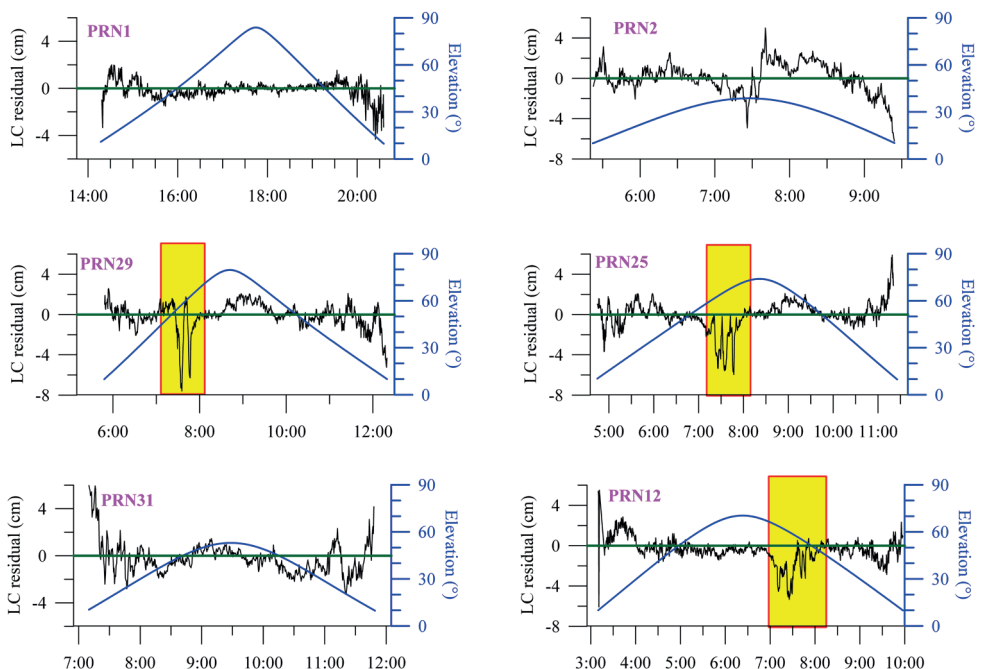 PRN1
LC residual (cm)
4
0
-4
90
60
30
0
Elevation (°)
14:00 16:00 18:00 20:00
PRN2
LC residual (cm)
4
0
-4
-8
90
60
30
0
Elevation (°)
6:00 7:00 8:00 9:00
PRN29
LC residual (cm)
4
0
-4
-8
90
60
30
0
Elevation (°)
6:00 8:00 10:00 12:00
PRN25
LC residual (cm)
4
0
-4
-8
90
60
30
0
Elevation (°)
5:00 6:00 7:00 8:00 9:00 10:00 11:00
PRN31
LC residual (cm)
4
0
-4
90
60
30
0
Elevation (°)
7:00 8:00 9:00 10:00 11:00 12:00
PRN12
LC residual (cm)
4
0
-4
-8
90
60
30
0
Elevation (°)
3:00 4:00 5:00 6:00 7:00 8:00 9:00 10:00